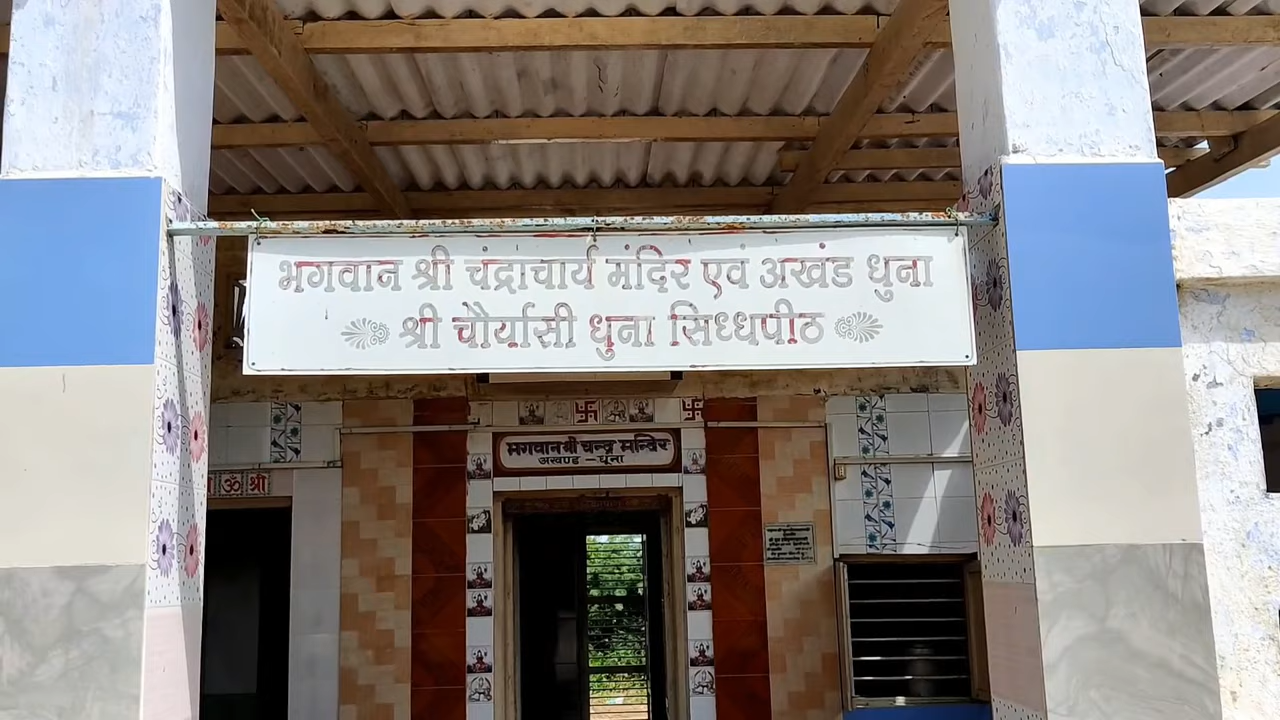 भगवान श्री चंद्राचार्य मंदिर एवं अखंड धुना
श्री चौर्यासी धुना सिध्धपीठ
भगवान श्री चन्द्र मन्दिर
अखण्ड - धूना
ॐ श्री